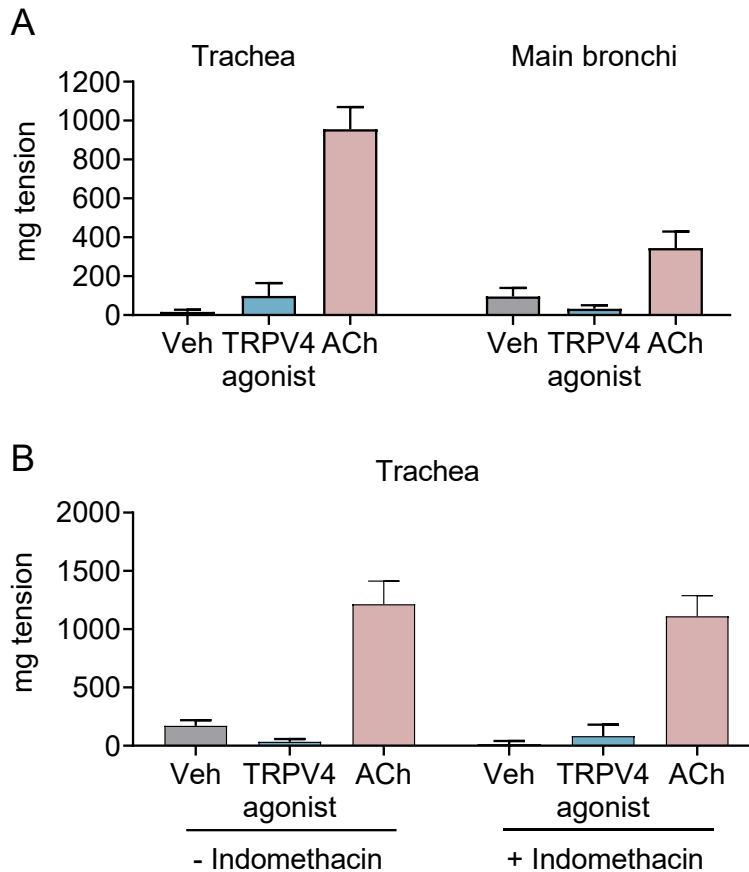 A
Trachea
Main bronchi
mg tension
1200
1000
800
600
400
200
0
Veh TRPV4 ACh
agonist
Veh TRPV4 ACh
agonist
B
Trachea
mg tension
2000
1500
1000
500
0
Veh TRPV4 ACh
agonist
- Indomethacin
Veh TRPV4 ACh
agonist
+ Indomethacin